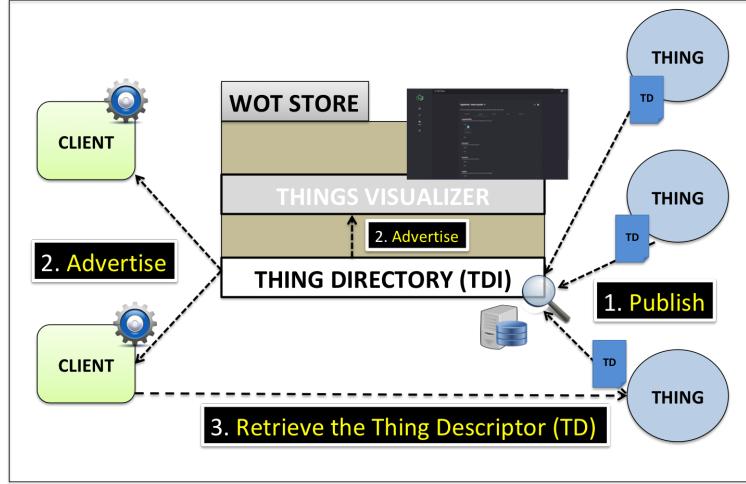 THING
TD
WOT STORE
CLIENT
THINGS VISUALIZER
THING
TD
2. Advertise
2. Advertise
THING DIRECTORY (TDI)
1. Publish
TD
CLIENT
THING
3. Retrieve the Thing Descriptor (TD)